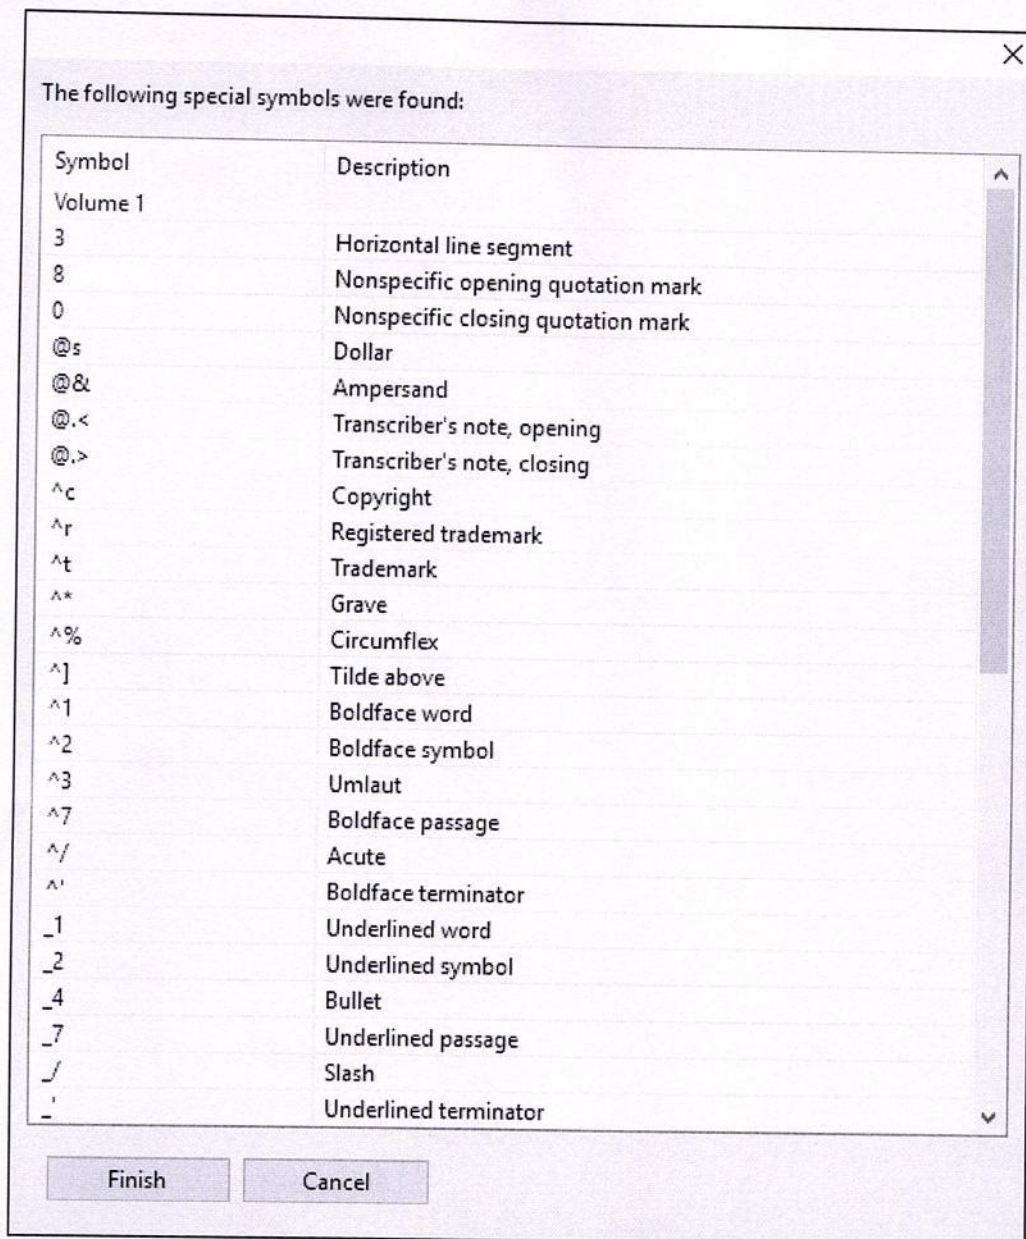 The following special symbols were found:
Symbol Description
Volume 1
3 Horizontal line segment
8 Nonspecific opening quotation mark
0 Nonspecific closing quotation mark
@s Dollar
@& Ampersand
@.< Transcriber's note, opening
@.> Transcriber's note, closing
^c Copyright
^r Registered trademark
^t Trademark
^* Grave
^% Circumflex
^] Tilde above
^1 Boldface word
^2 Boldface symbol
^3 Umlaut
^7 Boldface passage
^/ Acute
^' Boldface terminator
_1 Underlined word
_2 Underlined symbol
_4 Bullet
_7 Underlined passage
_/ Slash
_' Underlined terminator
Finish Cancel